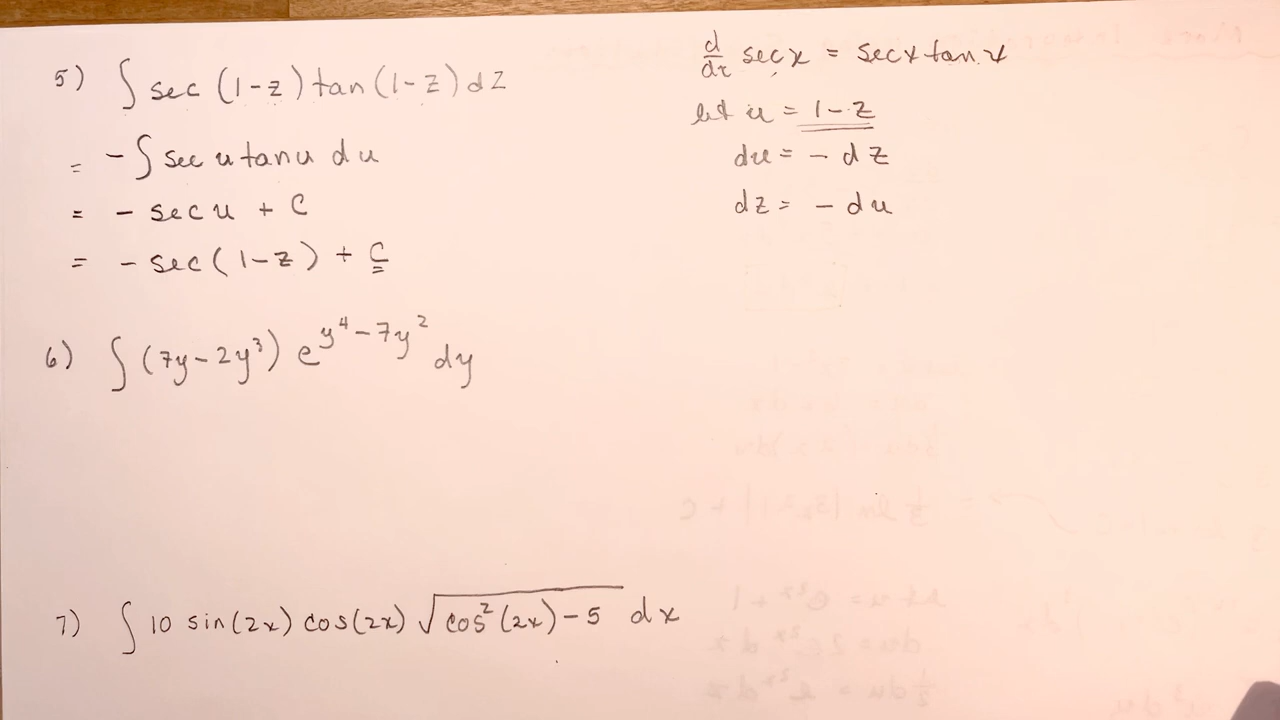 5) ∫ sec (1-z) tan (1-z) dz
= -∫ sec u tan u du
= - sec u + C
= - sec(1-z) + C
d/dx sec x = sec x tan x
let u = 1-z
du = - dz
dz = - du
6) ∫ (7y-2y³) e^(y⁴-7y²) dy
7) ∫ 10 sin(2x) cos(2x) √(cos²(2x)-5) dx